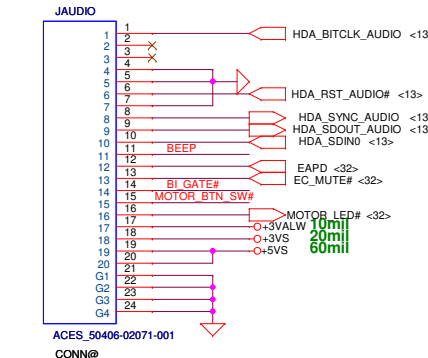 JAUDIO
1 1 HDA_BITCLK_AUDIO <13
2 2
3 3
4 4
5 5
6 6 HDA_RST_AUDIO# <13>
7 7
8 8 HDA_SYNC_AUDIO <13
9 9 HDA_SDOUT_AUDIO <13
10 10 HDA_SDIN0 <13>
11 11 BEEP
12 12 EAPD <32>
13 13 EC_MUTE# <32>
14 14 BI_GATE#
15 15 MOTOR_BTN_SW#
16 16 MOTOR_LED# <32>
17 17 +3VALW 10mil
18 18 +3VS 20mil
19 19 +5VS 60mil
20 20
G1 21
G2 22
G3 23
G4 24
ACES_50406-02071-001
CONN@